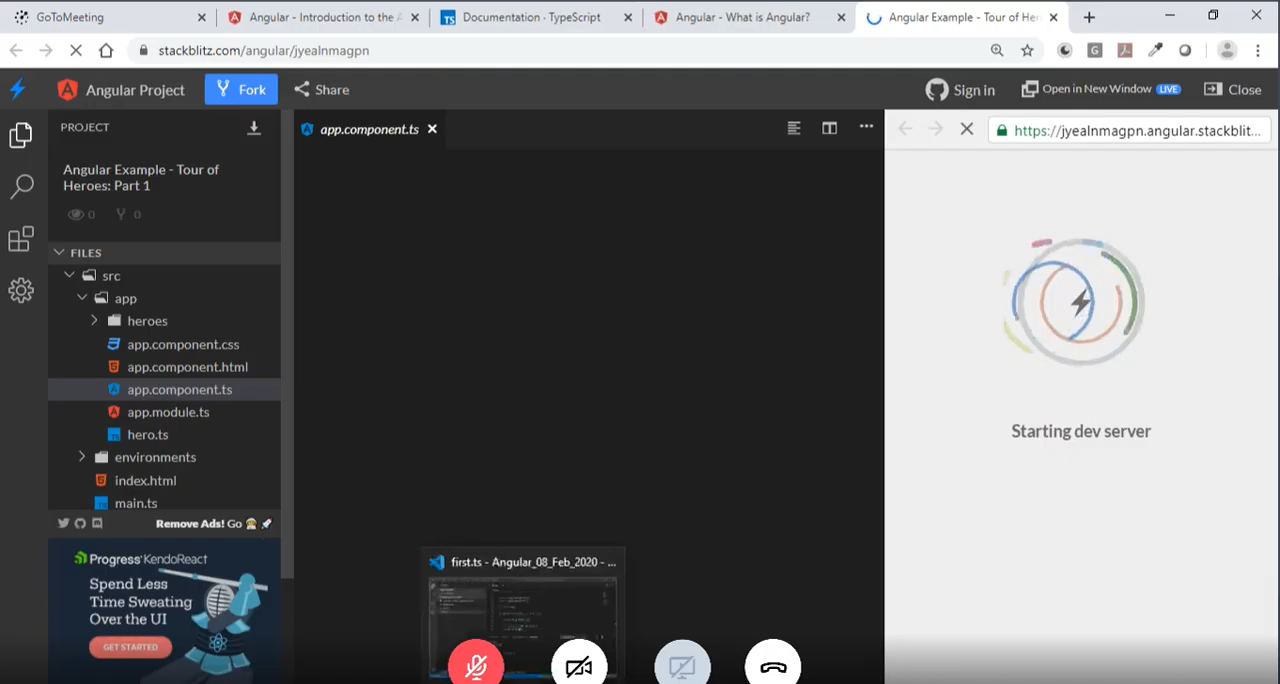 GoToMeeting
Angular - Introduction to the A
Documentation · TypeScript
Angular - What is Angular?
Angular Example - Tour of Her
stackblitz.com/angular/jyealnmagpn
Angular Project
Fork
Share
Sign in
Open in New Window LIVE
Close
PROJECT
app.component.ts
https://jyealnmagpn.angular.stackblit...
Angular Example - Tour of
Heroes: Part 1
0 0
FILES
src
app
heroes
app.component.css
app.component.html
app.component.ts
app.module.ts
hero.ts
environments
index.html
main.ts
Starting dev server
Remove Ads! Go
Progress® KendoReact
Spend Less
Time Sweating
Over the UI
GET STARTED
first.ts - Angular_08_Feb_2020 - ...